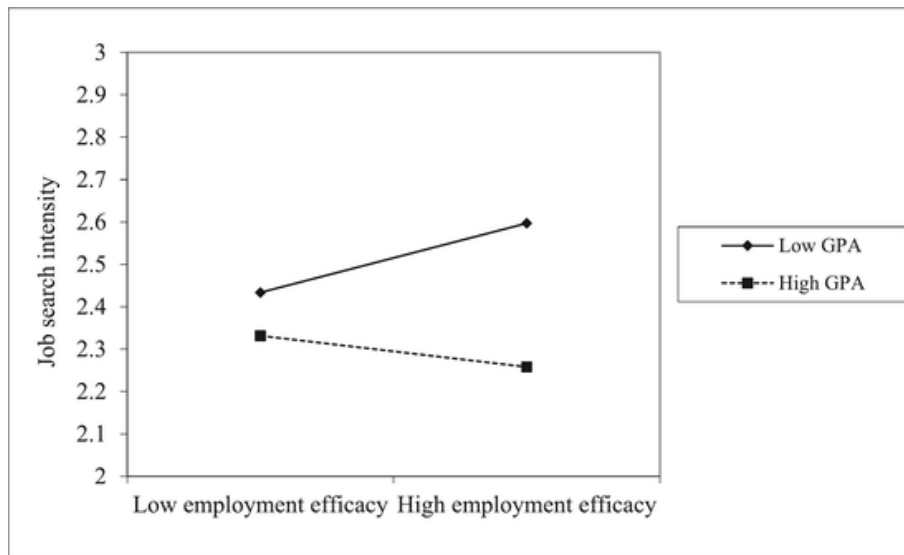 3
2.9
2.8
2.7
2.6
2.5
2.4
2.3
2.2
2.1
2
Job search intensity
Low employment efficacy High employment efficacy
Low GPA
High GPA